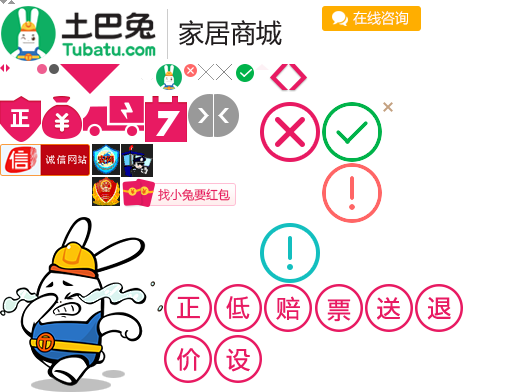 土巴兔
Tubatu.com
家居商城
在线咨询
正
¥
7
信
诚信网站
找小兔要红包
正 低 赔 票 送 退
价 设